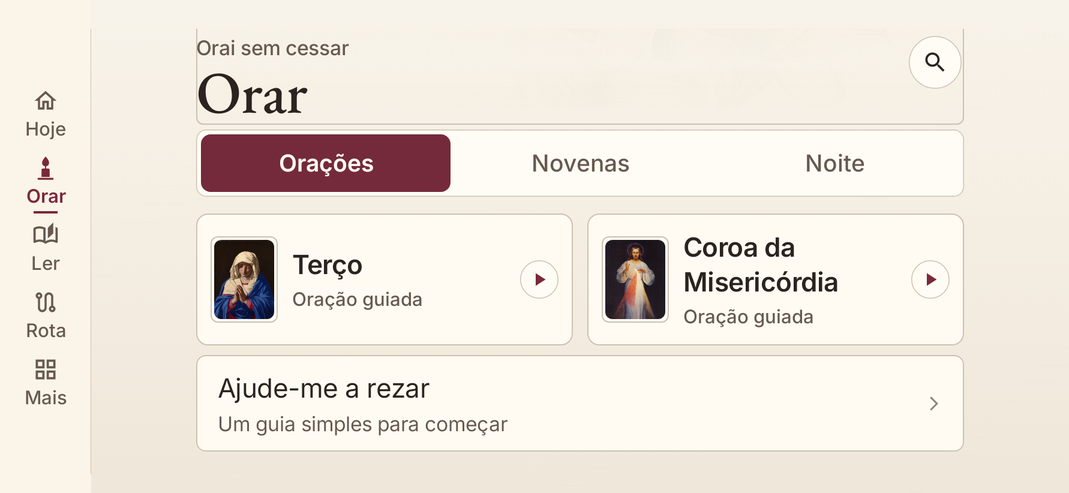 Orai sem cessar
Orar
Hoje
Orar
Ler
Rota
Mais
Orações
Novenas
Noite
Terço
Oração guiada
Coroa da
Misericórdia
Oração guiada
Ajude-me a rezar
Um guia simples para começar